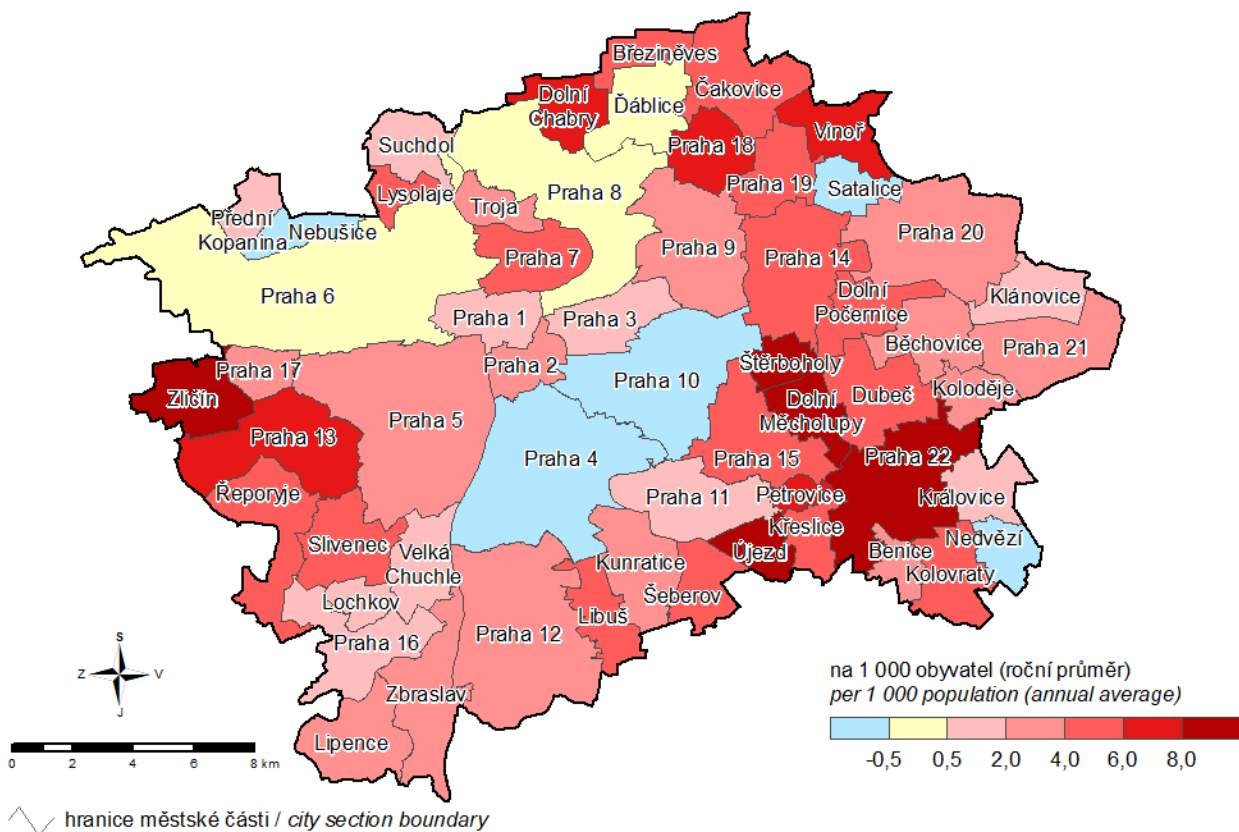 Březiněves
Čakovice
Dolní
Chabry
Ďáblice
Vinoř
Suchdol
Praha 18
Praha 8
Praha 19
Satalice
Lysolaje
Troja
Přední
Kopanina
Nebušice
Praha 20
Praha 9
Praha 7
Praha 14
Praha 6
Dolní
Počernice
Klánovice
Praha 1
Praha 3
Běchovice
Praha 21
Praha 17
Praha 2
Štěrboholy
Praha 10
Koloděje
Zličín
Dubeč
Dolní
Měcholupy
Praha 5
Praha 13
Praha 4
Praha 15
Praha 22
Řeporyje
Praha 11
Petrovice
Královice
Křeslice
Slivenec
Velká
Chuchle
Újezd
Nedvězí
Benice
Kunratice
Kolovraty
Šeberov
Lochkov
Libuš
Praha 12
Praha 16
Zbraslav
Lipence
S
Z
V
J
0 2 4 6 8 km
hranice městské části / city section boundary
na 1 000 obyvatel (roční průměr)
per 1 000 population (annual average)
-0,5 0,5 2,0 4,0 6,0 8,0